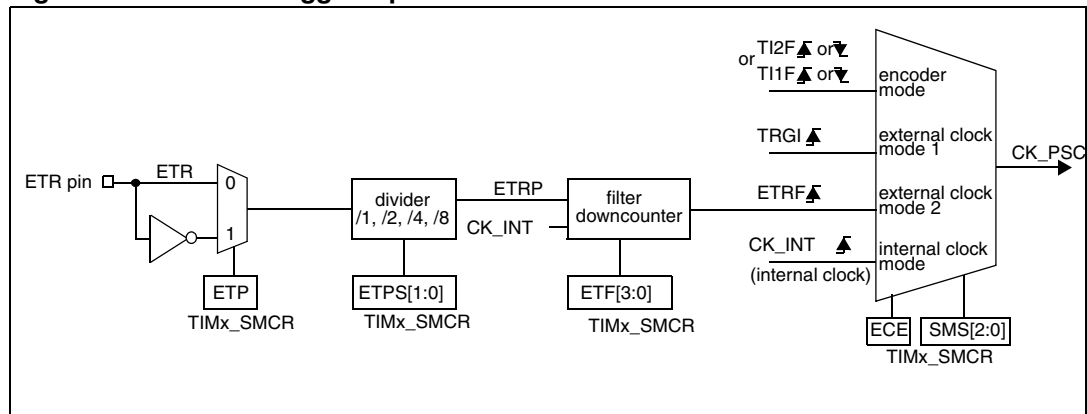 or TI2F or
TI1F or
encoder
mode
TRGI
external clock
mode 1
CK_PSC
ETR pin
ETR
0
1
divider
/1, /2, /4, /8
ETRP
CK_INT
filter
downcounter
ETRF
external clock
mode 2
CK_INT
(internal clock)
internal clock
mode
ETP
TIMx_SMCR
ETPS[1:0]
TIMx_SMCR
ETF[3:0]
TIMx_SMCR
ECE
SMS[2:0]
TIMx_SMCR